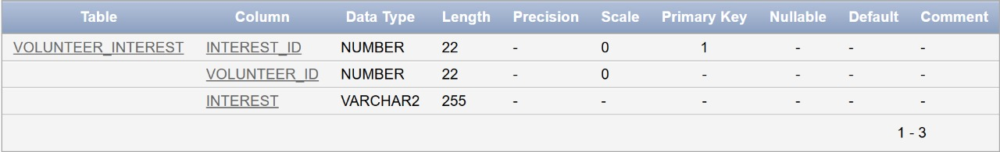 Table Column Data Type Length Precision Scale Primary Key Nullable Default Comment
VOLUNTEER_INTEREST INTEREST_ID NUMBER 22 - 0 1 - - -
VOLUNTEER_ID NUMBER 22 - 0 - - - -
INTEREST VARCHAR2 255 - - - - - -
1 - 3